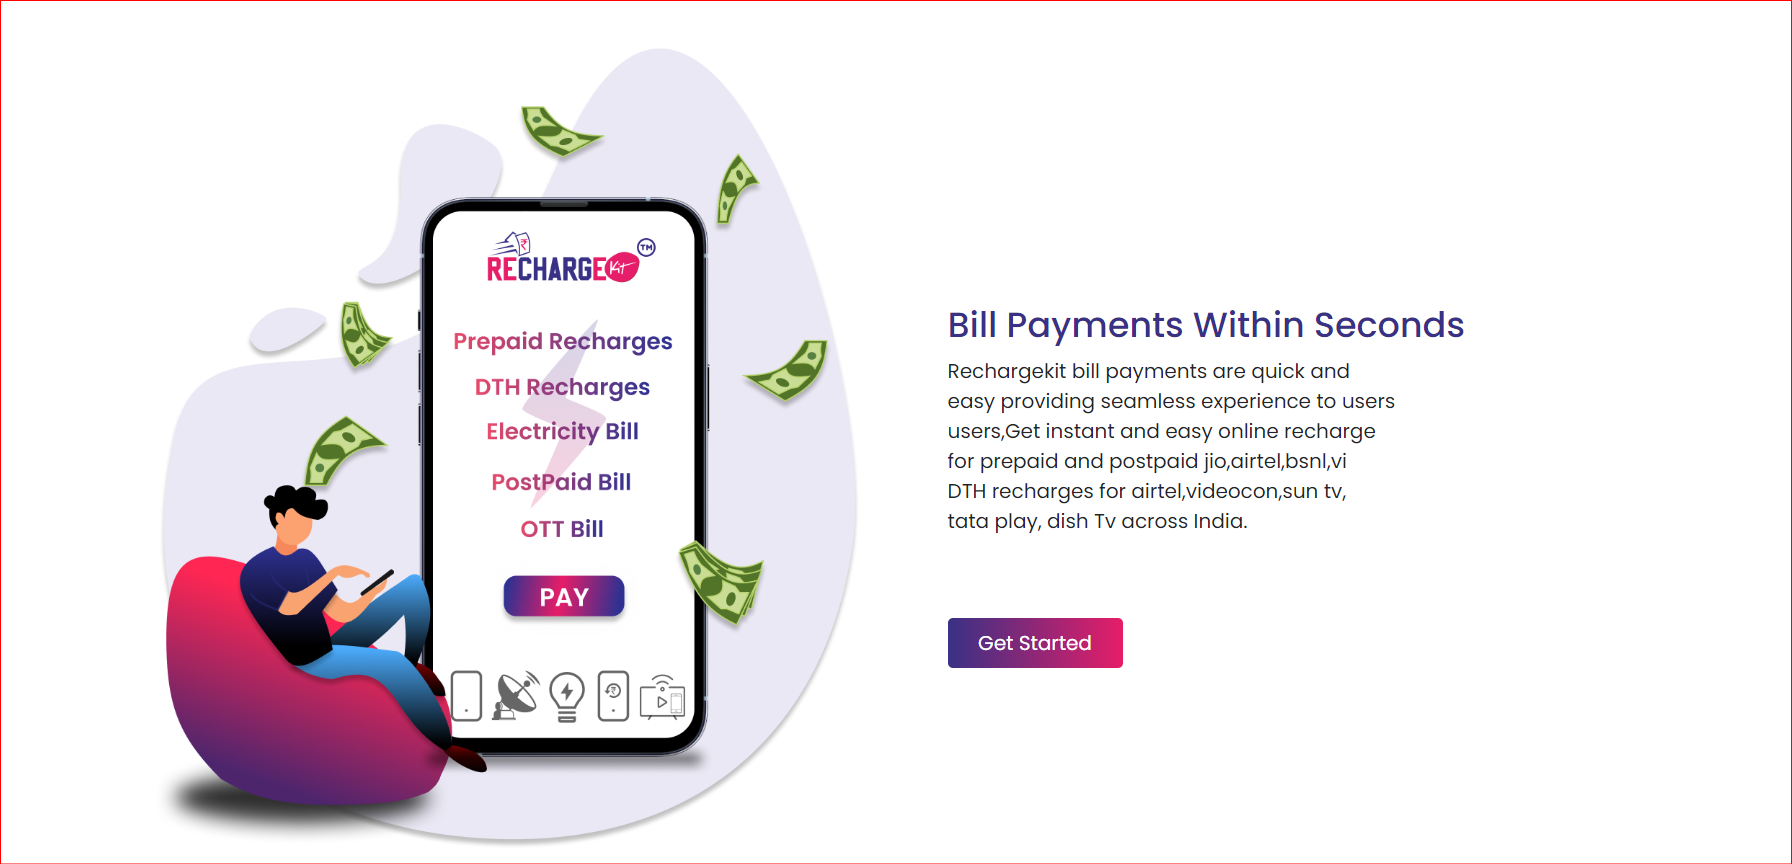 RECHARGEKit TM
Prepaid Recharges
DTH Recharges
Electricity Bill
PostPaid Bill
OTT Bill
PAY
Bill Payments Within Seconds
Rechargekit bill payments are quick and
easy providing seamless experience to users
users,Get instant and easy online recharge
for prepaid and postpaid jio,airtel,bsnl,vi
DTH recharges for airtel,videocon,sun tv,
tata play, dish Tv across India.
Get Started